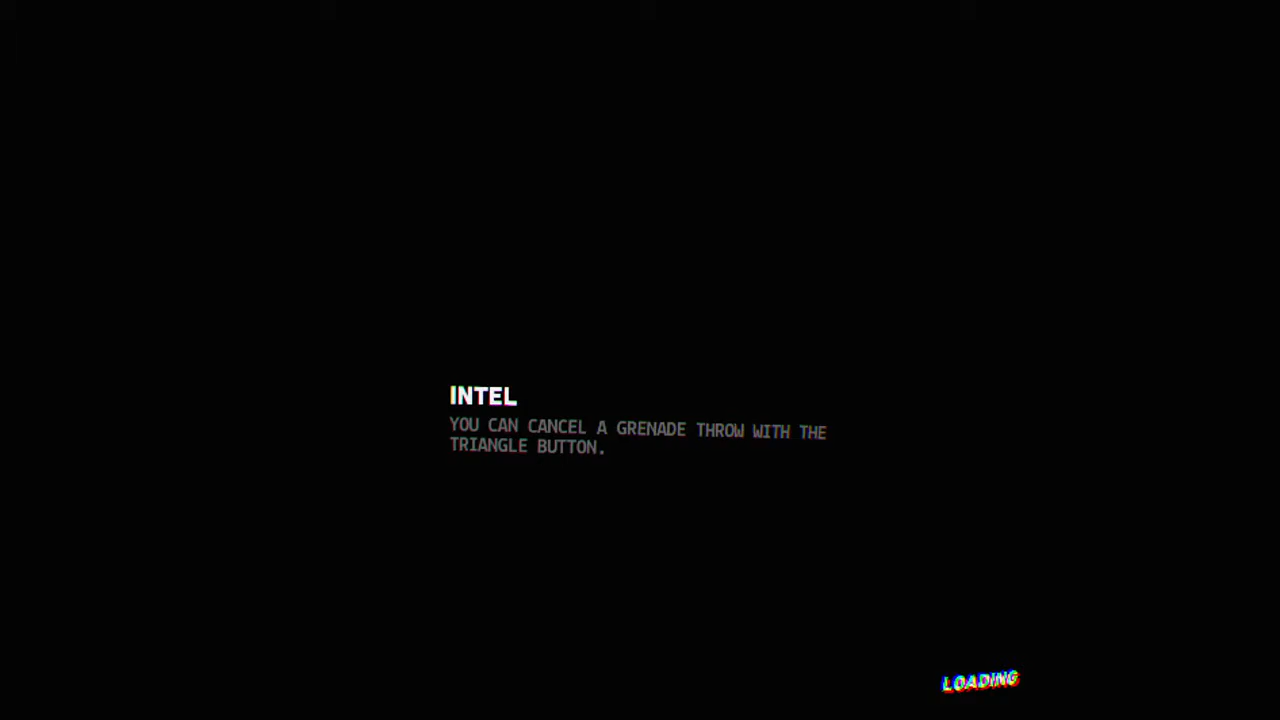 INTEL
YOU CAN CANCEL A GRENADE THROW WITH THE
TRIANGLE BUTTON.
LOADING